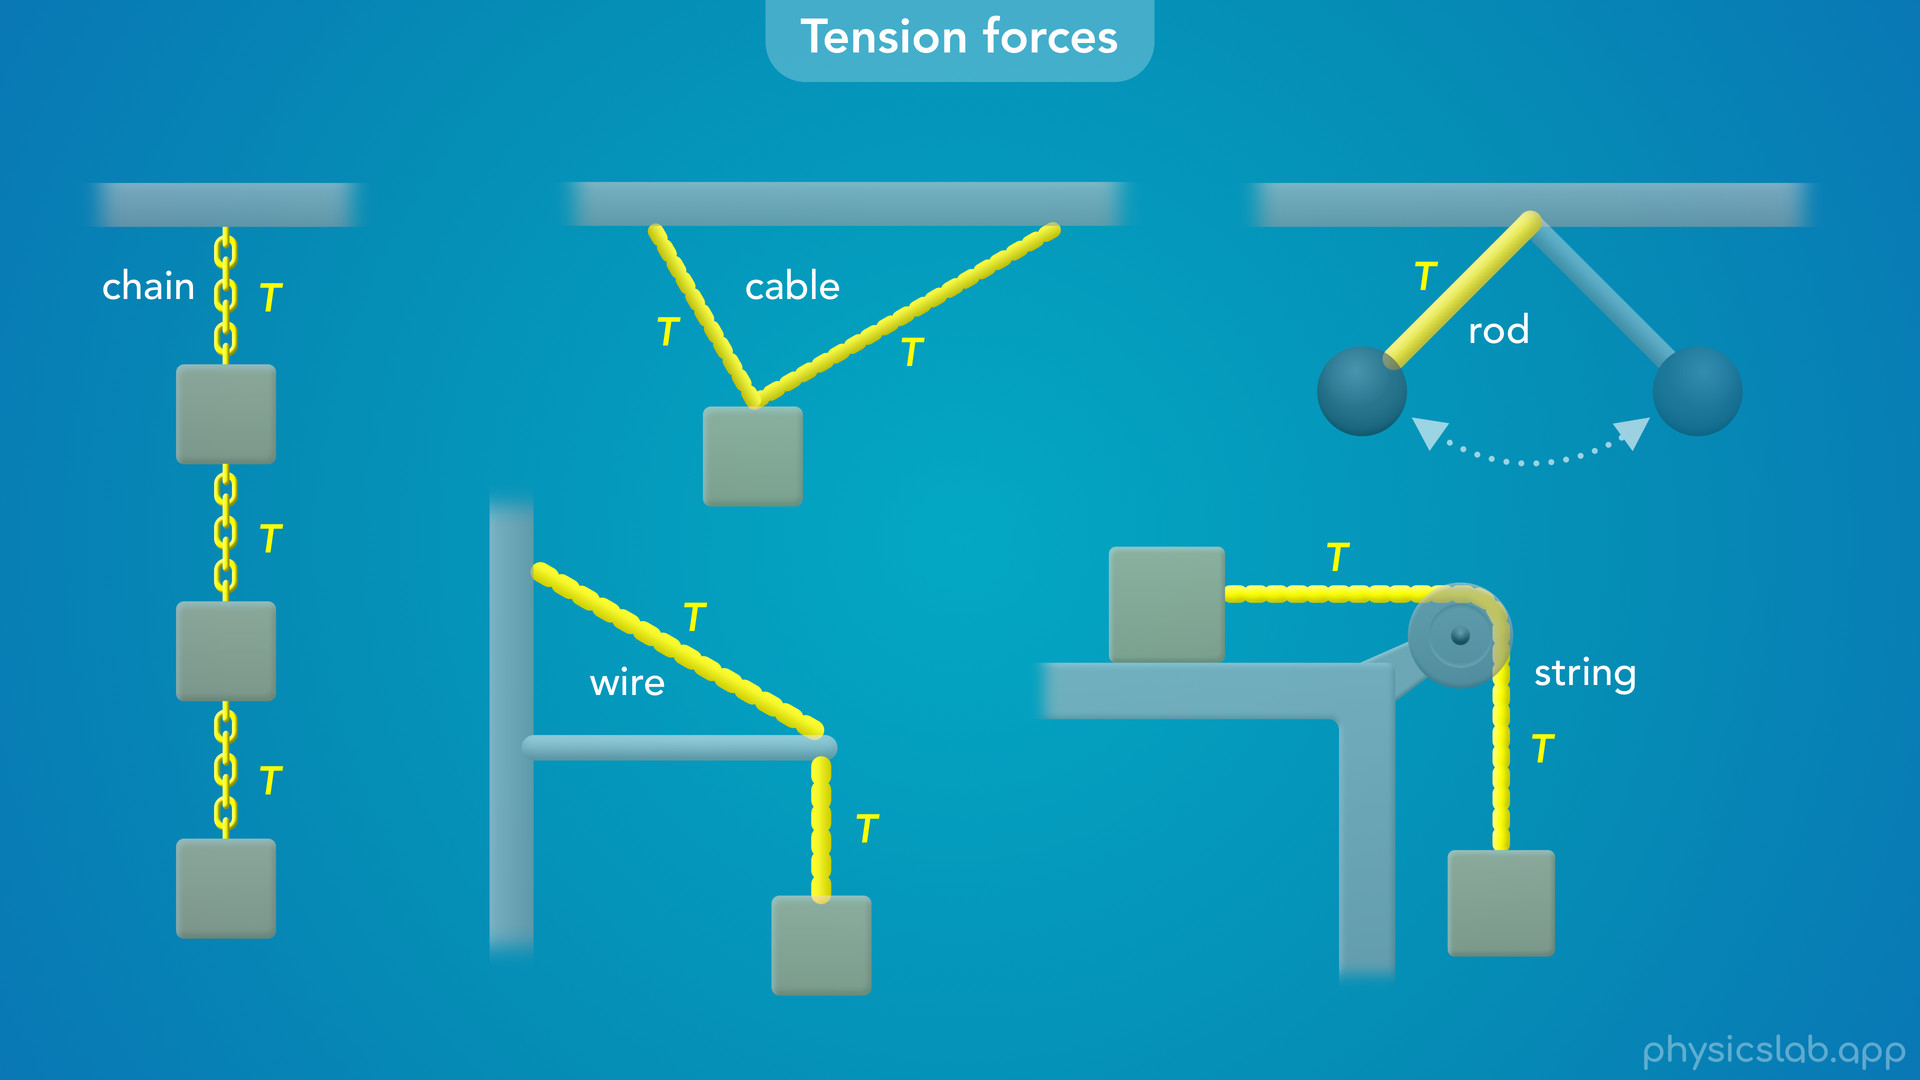 Tension forces
chain
T
T
T
cable
T
T
T
rod
wire
T
T
T
string
T
physicslab.app